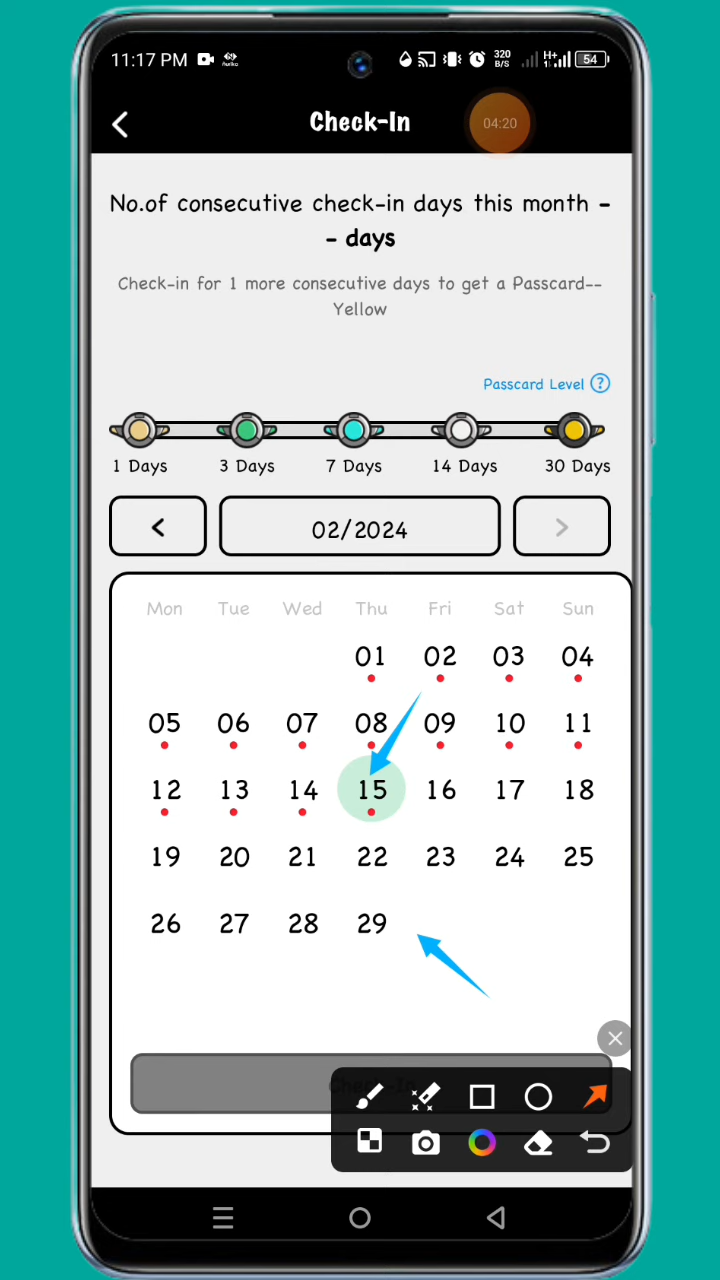 11:17 PM
320
B/S
H+
54
Check-In
04:20
No.of consecutive check-in days this month -
- days
Check-in for 1 more consecutive days to get a Passcard--
Yellow
Passcard Level ?
1 Days 3 Days 7 Days 14 Days 30 Days
< 02/2024 >
Mon Tue Wed Thu Fri Sat Sun
01 02 03 04
05 06 07 08 09 10 11
12 13 14 15 16 17 18
19 20 21 22 23 24 25
26 27 28 29
Check-In